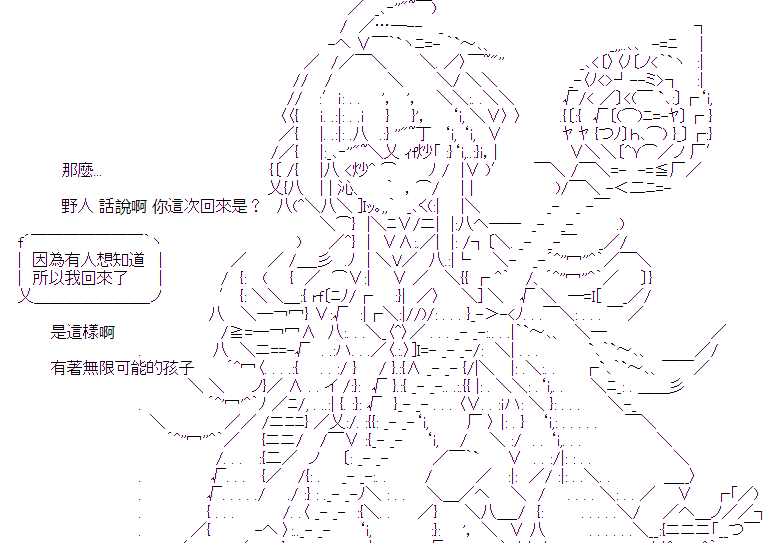 那麼...
野人 話說啊 你這次回來是？
因為有人想知道
所以我回來了
是這樣啊
有著無限可能的孩子